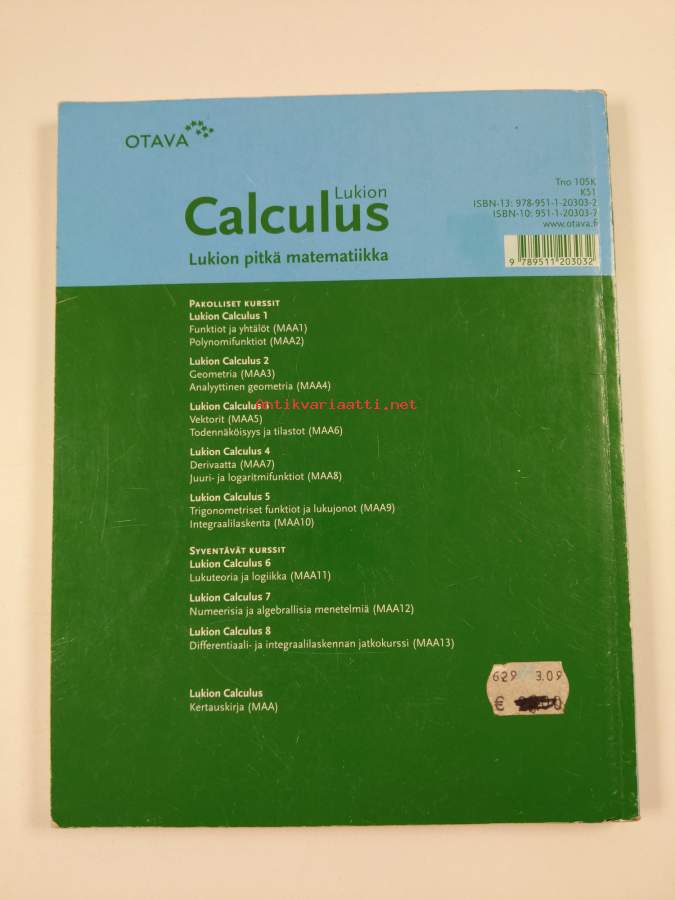 OTAVA
Lukion
Calculus
Lukion pitkä matematiikka
Tno 105K
K51
ISBN-13: 978-951-1-20303-2
ISBN-10: 951-1-20303-7
www.otava.fi
9 789511 203032
PAKOLLISET KURSSIT
Lukion Calculus 1
Funktiot ja yhtälöt (MAA1)
Polynomifunktiot (MAA2)
Lukion Calculus 2
Geometria (MAA3)
Analyyttinen geometria (MAA4)
Lukion Calculus
Antikvariaatti.net
Vektorit (MAA5)
Todennäköisyys ja tilastot (MAA6)
Lukion Calculus 4
Derivaatta (MAA7)
Juuri- ja logaritmifunktiot (MAA8)
Lukion Calculus 5
Trigonometriset funktiot ja lukujonot (MAA9)
Integraalilaskenta (MAA10)
SYVENTÄVÄT KURSSIT
Lukion Calculus 6
Lukuteoria ja logiikka (MAA11)
Lukion Calculus 7
Numeerisia ja algebrallisia menetelmiä (MAA12)
Lukion Calculus 8
Differentiaali- ja integraalilaskennan jatkokurssi (MAA13)
Lukion Calculus
Kertauskirja (MAA)
629 3.09
€